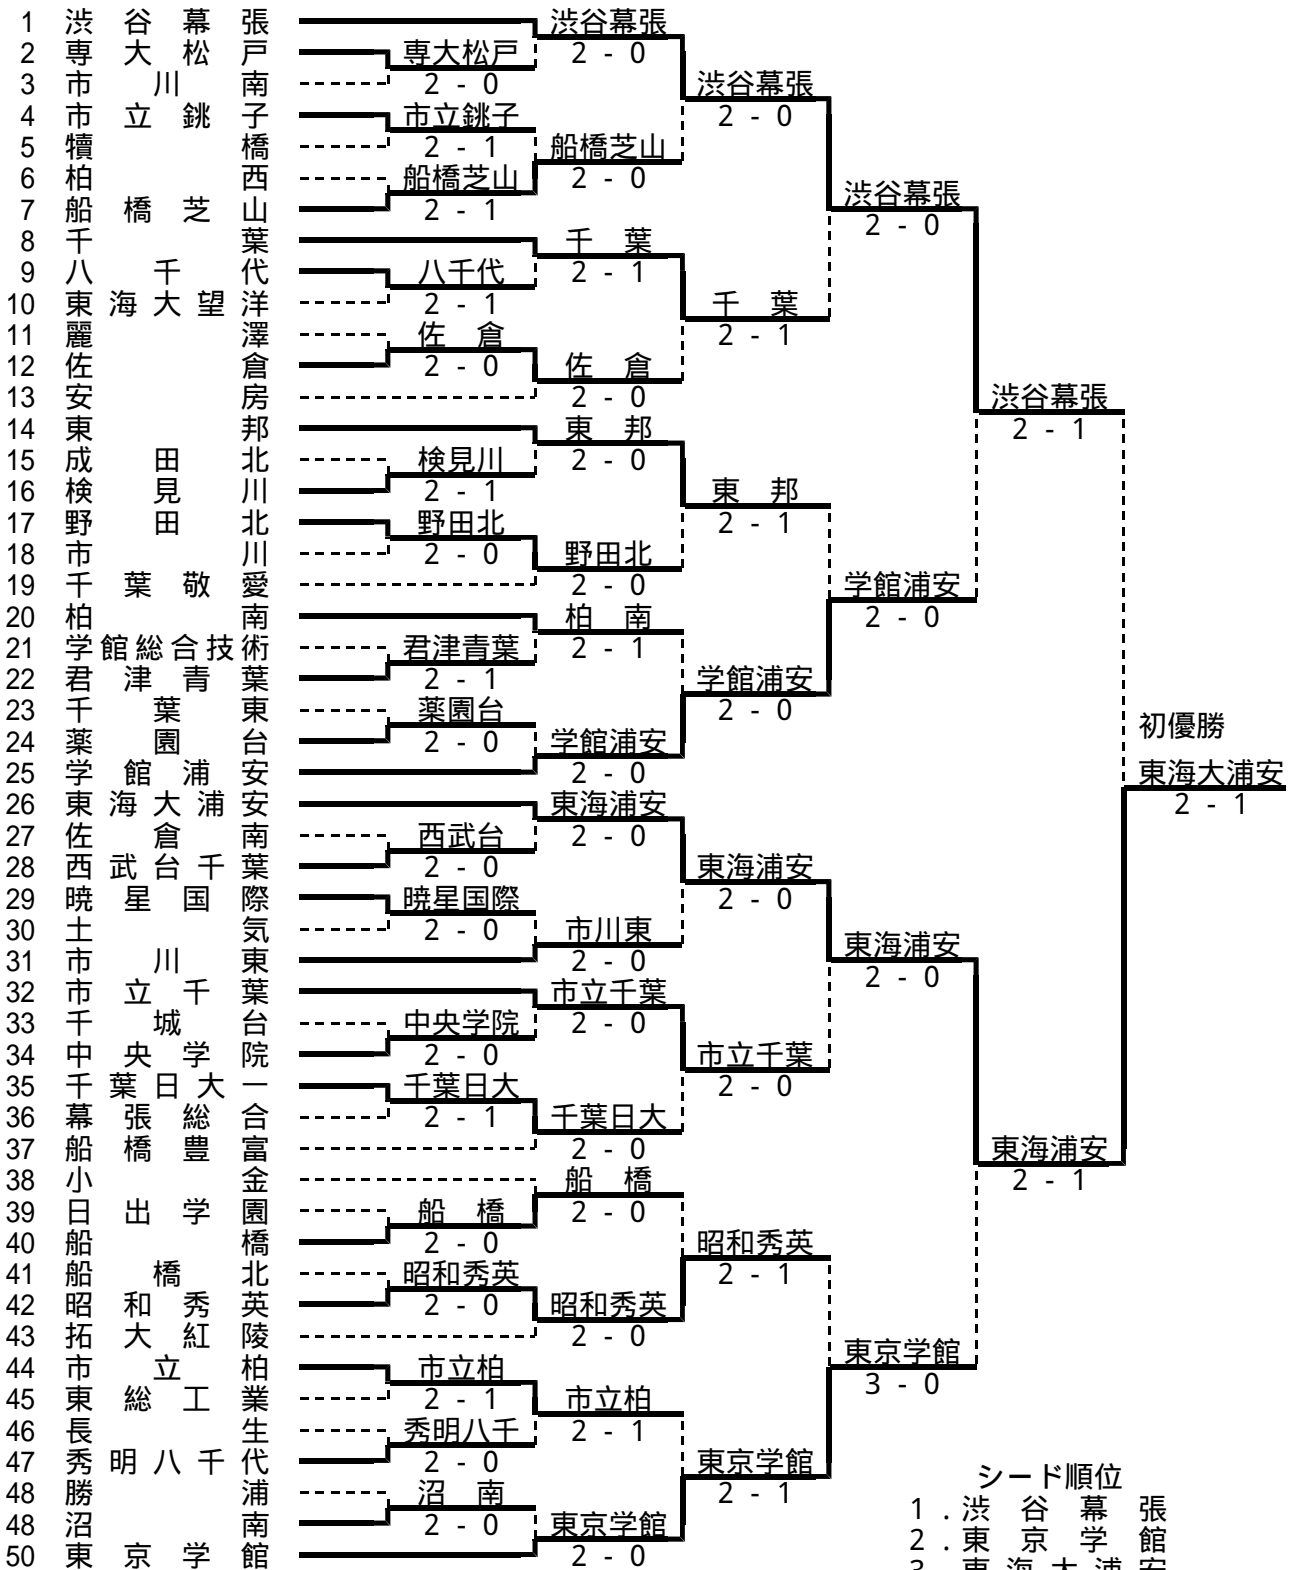 1 渋谷幕張
2 専大松戸
3 市川南
4 市立銚子
5 犢橋
6 柏西
7 船橋芝山
8 千葉
9 八千代
10 東海大望洋
11 麗澤
12 佐倉
13 安房
14 東邦
15 成田北
16 検見川
17 野田北
18 市川
19 千葉敬愛
20 柏南
21 学館総合技術
22 君津青葉
23 千葉東
24 薬園台
25 学館浦安
26 東海大浦安
27 佐倉南
28 西武台千葉
29 暁星国際
30 土気
31 市川東
32 市立千葉
33 千城台
34 中央学院
35 千葉日大一
36 幕張総合
37 船橋豊富
38 小金
39 日出学園
40 船橋
41 船橋北
42 昭和秀英
43 拓大紅陵
44 市立柏
45 東総工業
46 長生
47 秀明八千代
48 勝浦
48 沼南
50 東京学館
専大松戸
2 - 0
市立銚子
2 - 1
船橋芝山
2 - 1
八千代
2 - 1
佐倉
2 - 0
検見川
2 - 1
野田北
2 - 0
君津青葉
2 - 1
薬園台
2 - 0
西武台
2 - 0
暁星国際
2 - 0
中央学院
2 - 0
千葉日大
2 - 1
船橋
2 - 0
昭和秀英
2 - 0
市立柏
2 - 1
秀明八千
2 - 0
沼南
2 - 0
渋谷幕張
2 - 0
船橋芝山
2 - 0
千葉
2 - 1
佐倉
2 - 0
東邦
2 - 0
野田北
2 - 0
柏南
2 - 1
学館浦安
2 - 0
東海浦安
2 - 0
市川東
2 - 0
市立千葉
2 - 0
千葉日大
2 - 0
船橋
2 - 0
昭和秀英
2 - 0
市立柏
2 - 1
東京学館
2 - 0
渋谷幕張
2 - 0
千葉
2 - 1
東邦
2 - 1
学館浦安
2 - 0
東海浦安
2 - 0
市立千葉
2 - 0
昭和秀英
2 - 1
東京学館
2 - 1
渋谷幕張
2 - 0
学館浦安
2 - 0
東海浦安
2 - 0
東京学館
3 - 0
渋谷幕張
2 - 1
東海浦安
2 - 1
初優勝
東海大浦安
2 - 1
シード順位
1.渋谷幕張
2.東京学館
3.東海大浦安